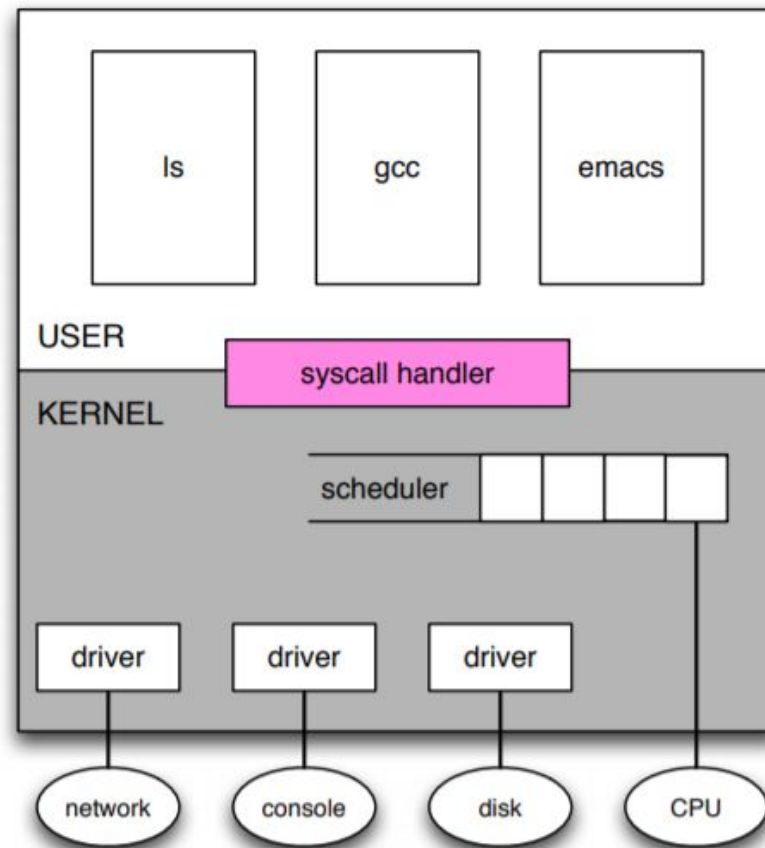 ls
gcc
emacs
USER
syscall handler
KERNEL
scheduler
driver
driver
driver
network
console
disk
CPU